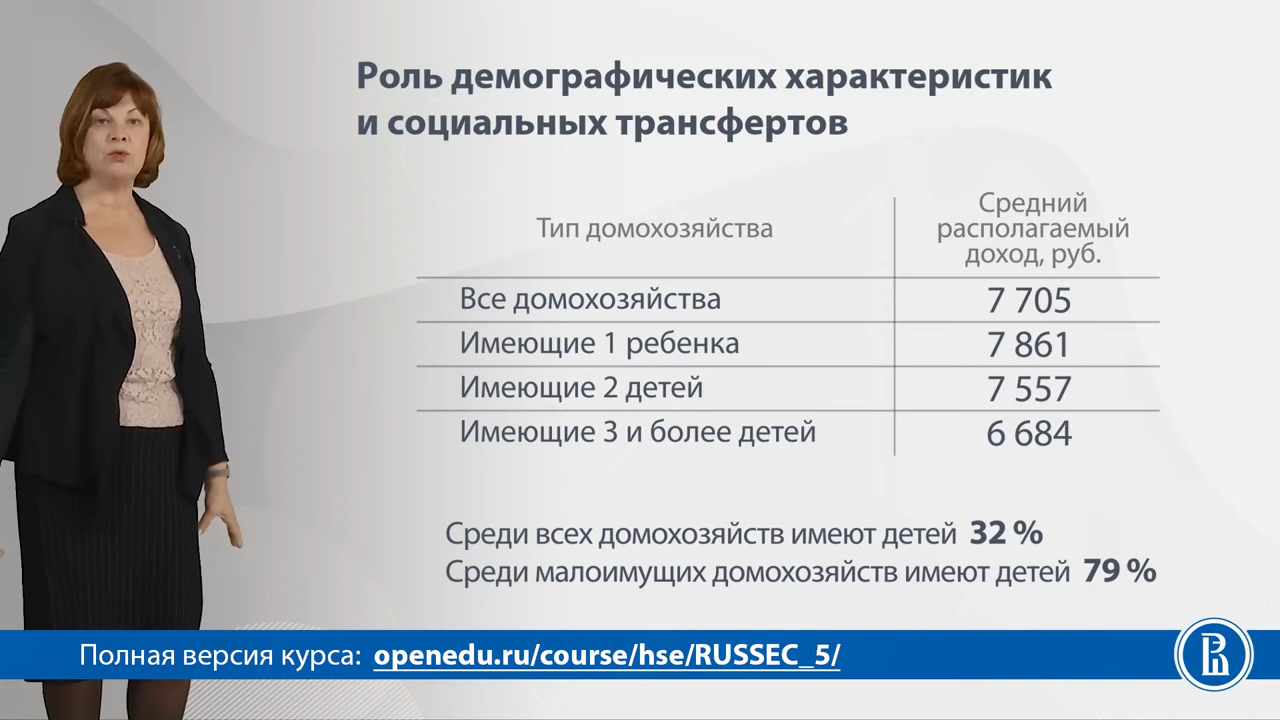 Роль демографических характеристик
и социальных трансфертов
Тип домохозяйства
Средний
располагаемый
доход, руб.
Все домохозяйства 7 705
Имеющие 1 ребенка 7 861
Имеющие 2 детей 7 557
Имеющие 3 и более детей 6 684
Среди всех домохозяйств имеют детей 32 %
Среди малоимущих домохозяйств имеют детей 79 %
Полная версия курса: openedu.ru/course/hse/RUSSEC_5/